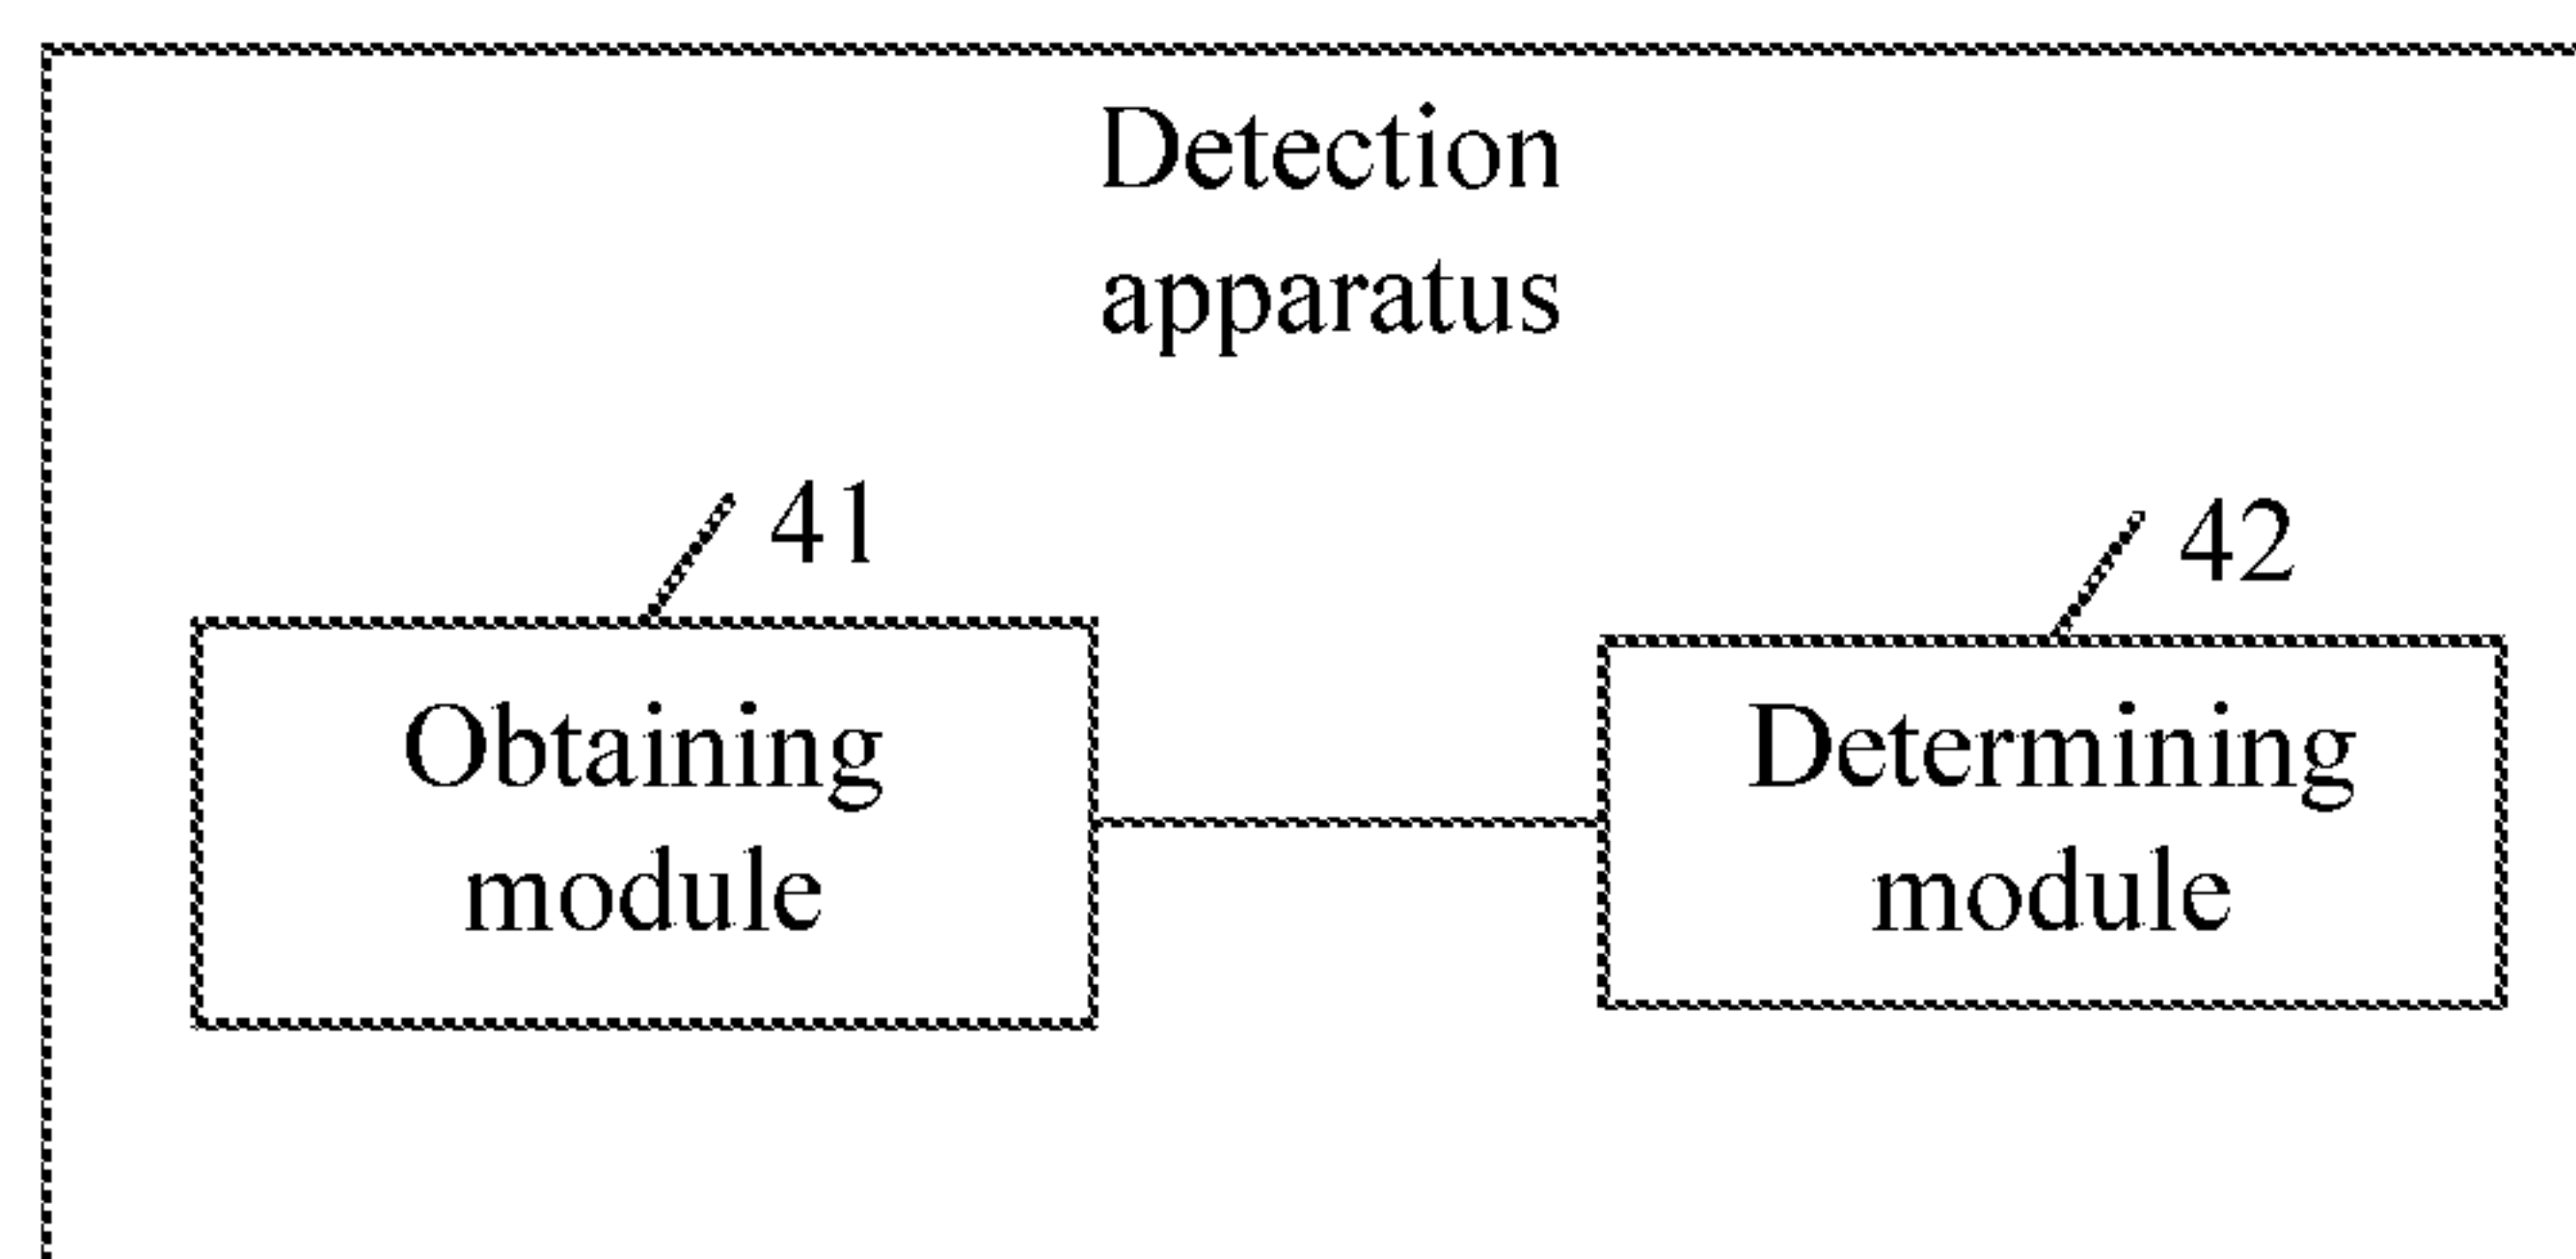 Detection
apparatus
41
42
Obtaining
module
Determining
module